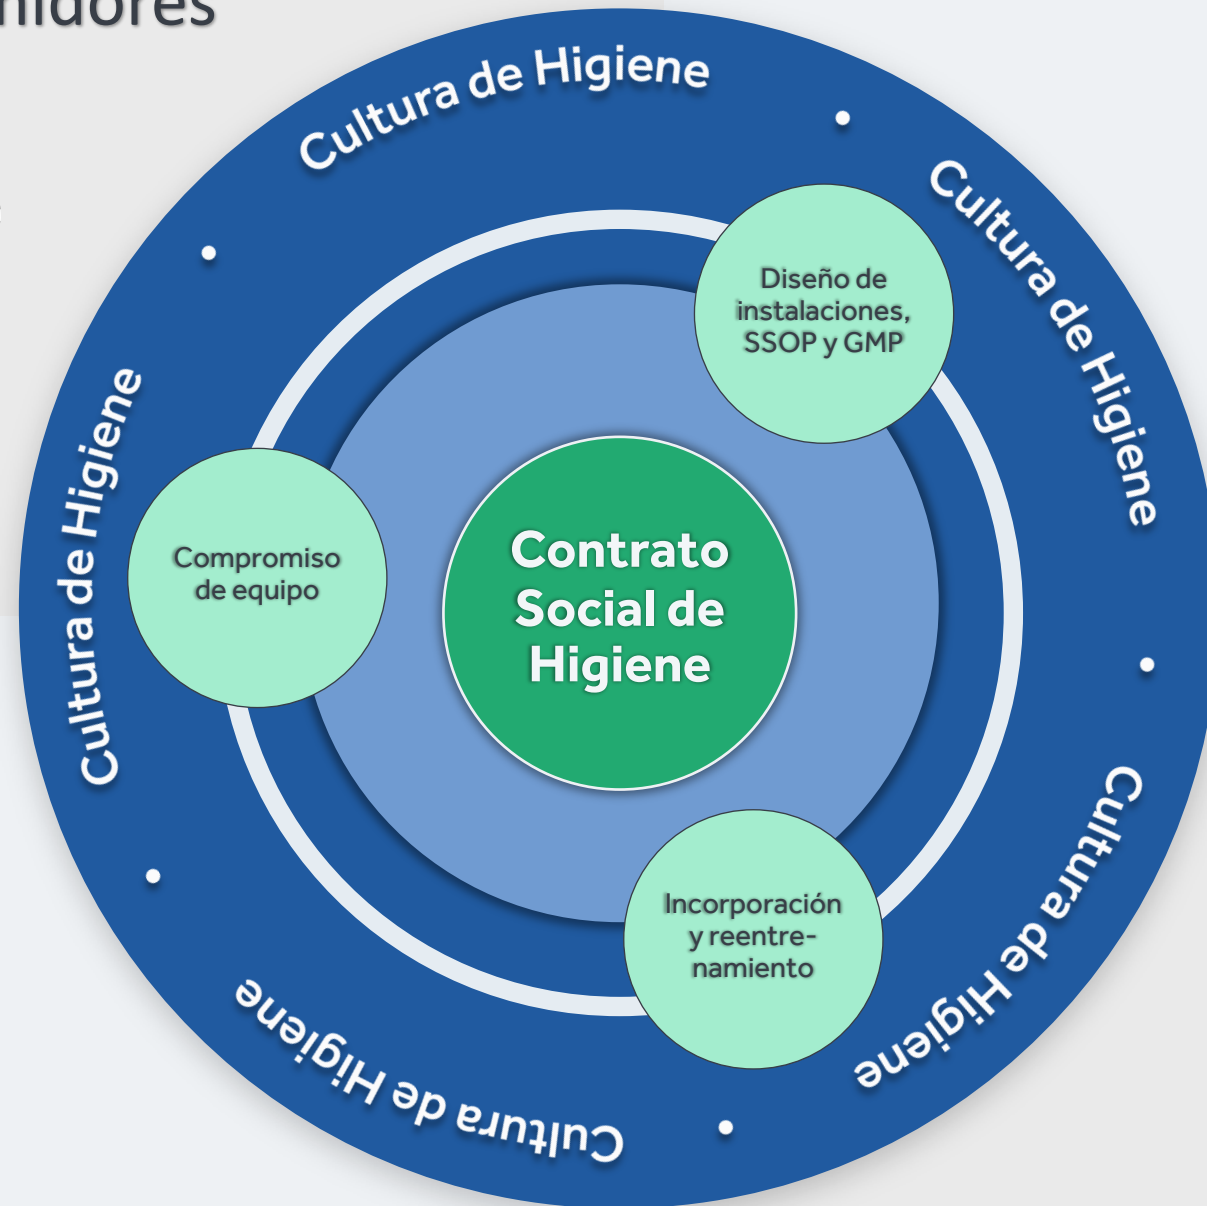 Cultura de Higiene
Cultura de Higiene
Diseño de
instalaciones,
SSOP y GMP
Cultura de Higiene
Compromiso
de equipo
Contrato
Social de
Higiene
Incorporación
y reentre-
namiento
Cultura de Higiene
Cultura de Higiene